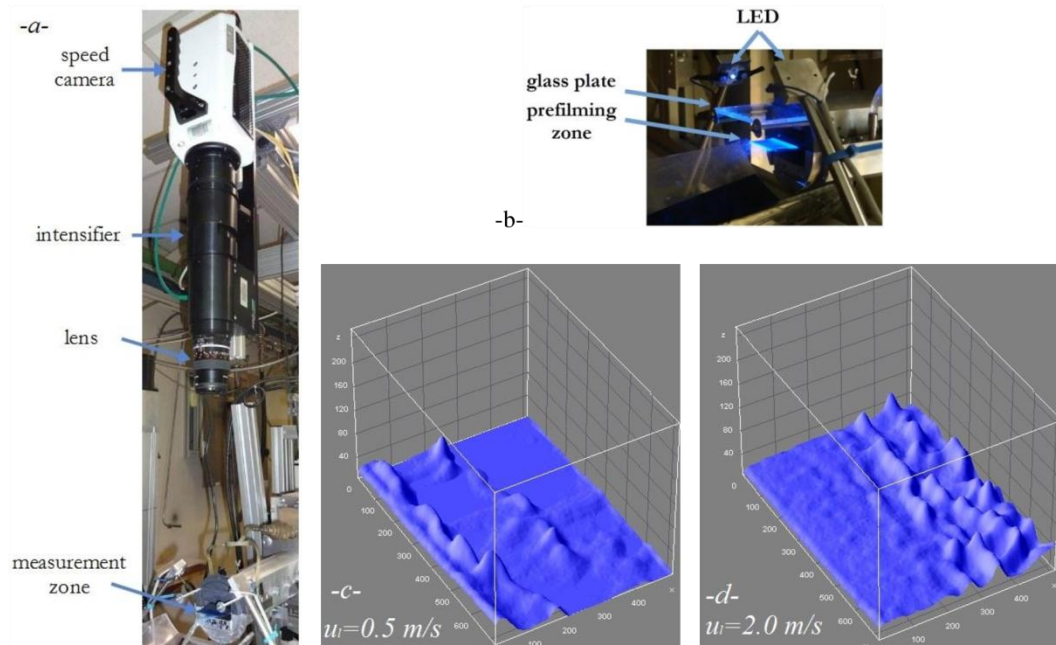 -a-
speed
camera
intensifier
lens
measurement
zone
LED
glass plate
prefilming
zone
-b-
z
200
160
120
80
40
0
100
200
300
400
500
600
100
200
300
400
x
-c-
u_l=0.5 m/s
z
200
160
120
80
40
0
100
200
300
400
500
600
100
200
300
400
-d-
u_l=2.0 m/s